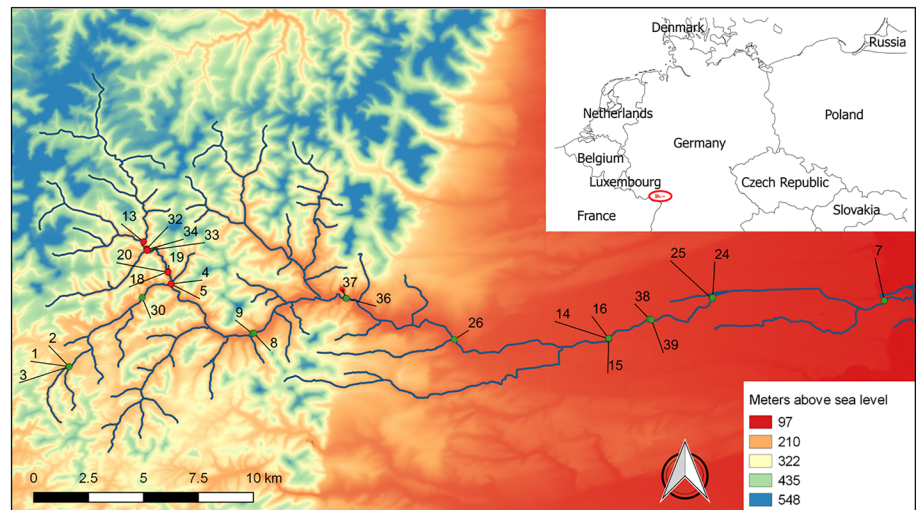 Denmark
Russia
Netherlands
Poland
Germany
Belgium
Luxembourg
Czech Republic
Slovakia
France
13
32
34
33
20
19
4
18
5
30
2
1
3
9
8
37
36
26
14
16
15
38
39
25
24
7
Meters above sea level
97
210
322
435
548
0 2.5 5 7.5 10 km